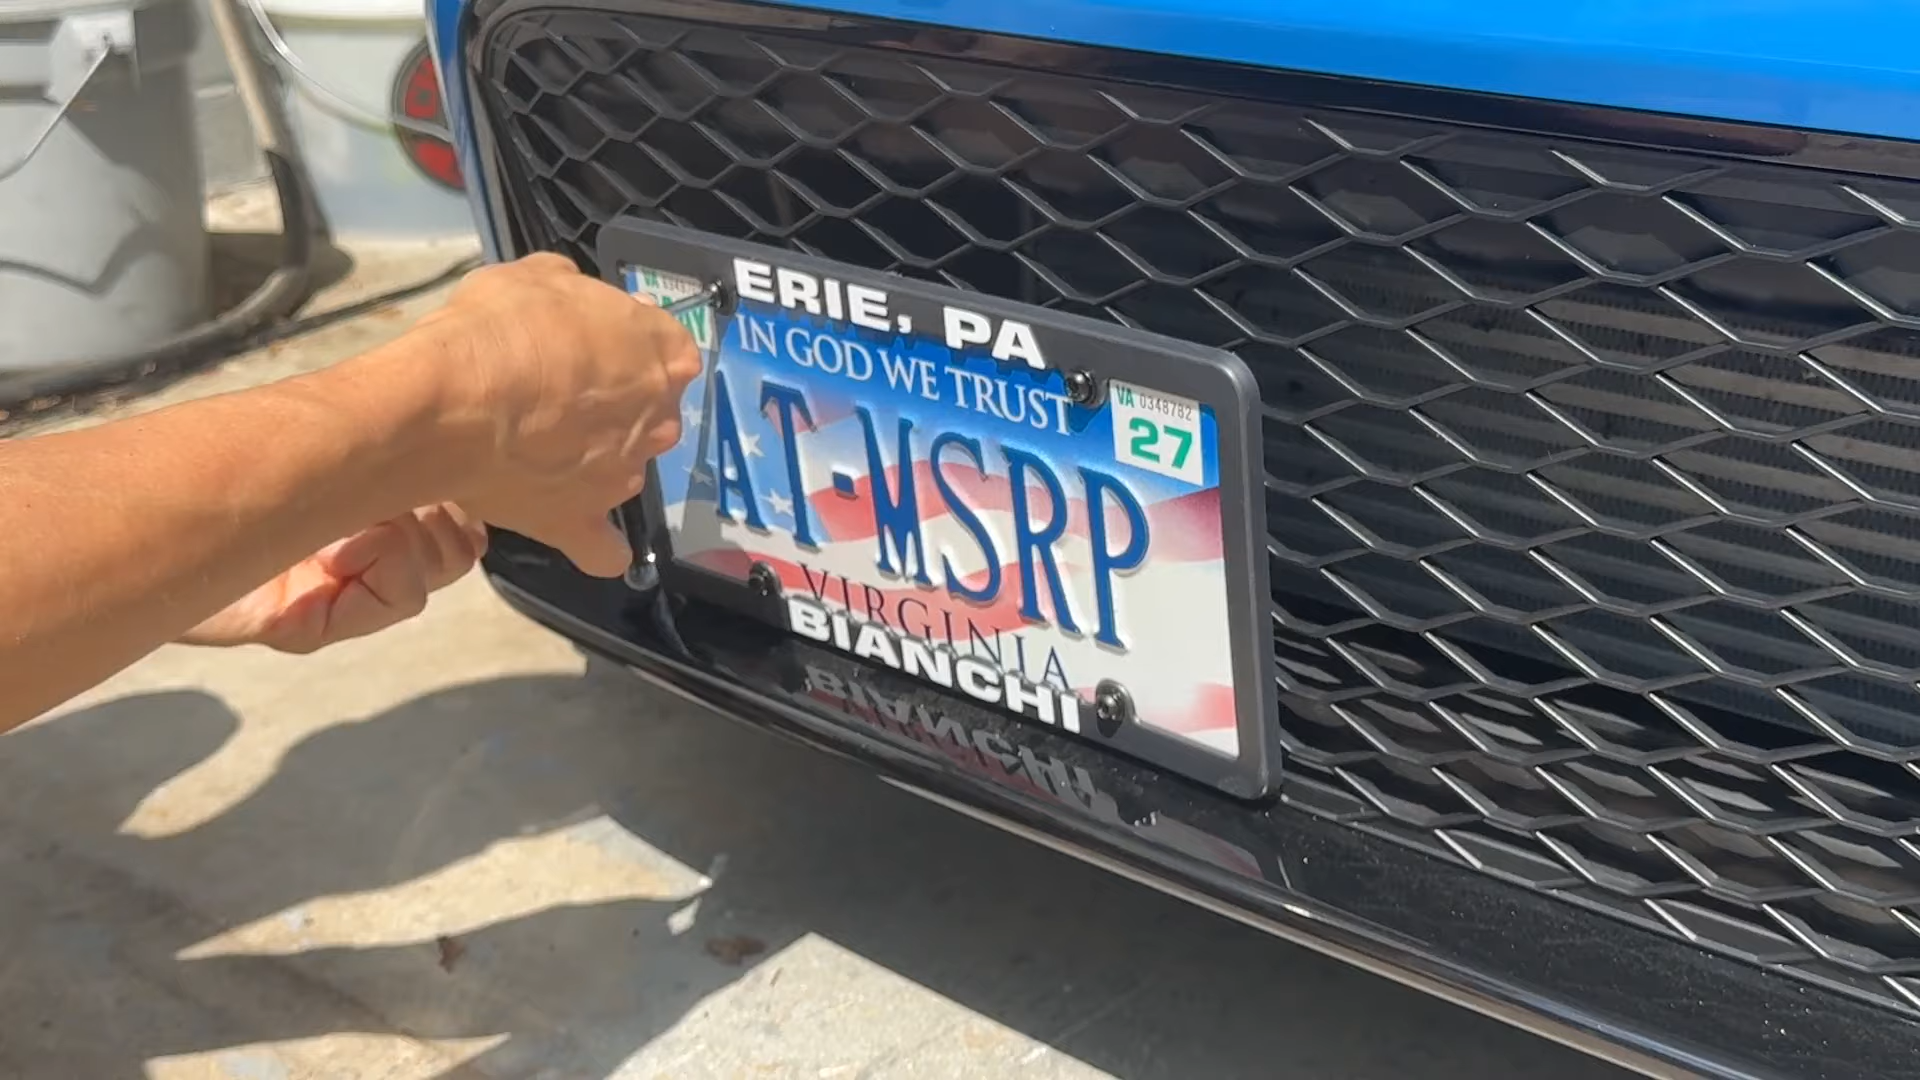 ERIE, PA
IN GOD WE TRUST
VA 0348782
27
AT-MSRP
VIRGINIA
BIANCHI